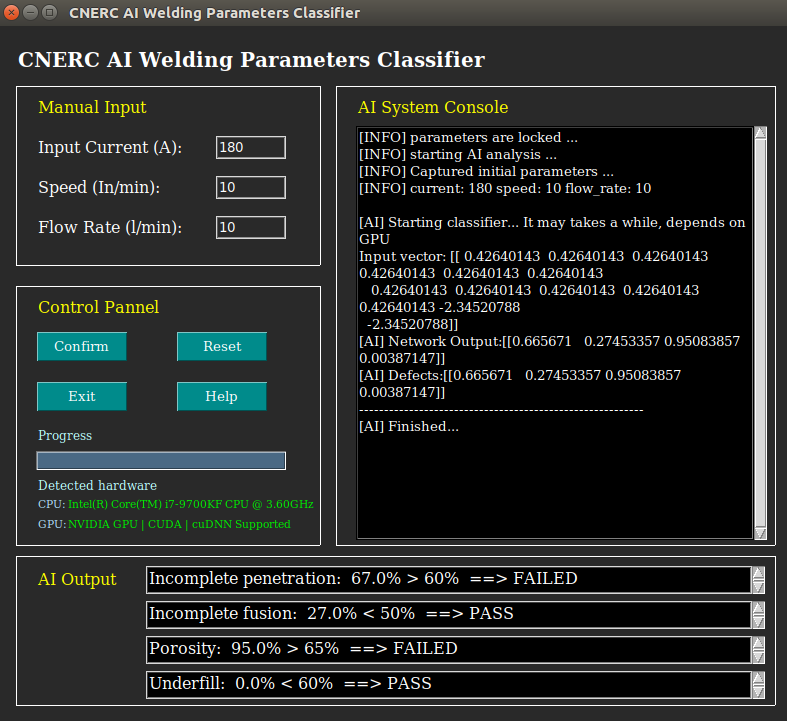 CNERC AI Welding Parameters Classifier
CNERC AI Welding Parameters Classifier
Manual Input
Input Current (A): 180
Speed (In/min): 10
Flow Rate (l/min): 10
Control Pannel
Confirm Reset
Exit Help
Progress
Detected hardware
CPU: Intel(R) Core(TM) i7-9700KF CPU @ 3.60GHz
GPU: NVIDIA GPU | CUDA | cuDNN Supported
AI System Console
[INFO] parameters are locked ...
[INFO] starting AI analysis ...
[INFO] Captured initial parameters ...
[INFO] current: 180 speed: 10 flow_rate: 10
[AI] Starting classifier... It may takes a while, depends on
GPU
Input vector: [[ 0.42640143 0.42640143 0.42640143
0.42640143 0.42640143 0.42640143
0.42640143 0.42640143 0.42640143 0.42640143
0.42640143 -2.34520788
-2.34520788]]
[AI] Network Output:[[0.665671 0.27453357 0.95083857
0.00387147]]
[AI] Defects:[[0.665671 0.27453357 0.95083857
0.00387147]]
---------------------------------------------------------
[AI] Finished...
AI Output
Incomplete penetration: 67.0% > 60% ==> FAILED
Incomplete fusion: 27.0% < 50% ==> PASS
Porosity: 95.0% > 65% ==> FAILED
Underfill: 0.0% < 60% ==> PASS